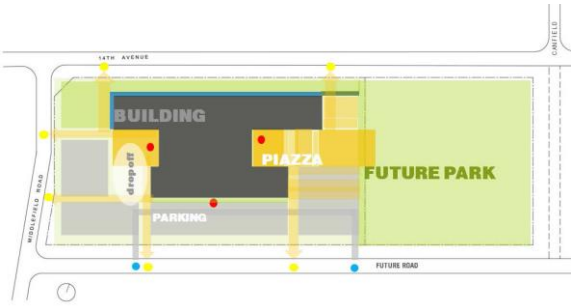 14TH AVENUE
CANFIELD
BUILDING
drop off
PIAZZA
FUTURE PARK
MIDDLEFIELD ROAD
PARKING
FUTURE ROAD